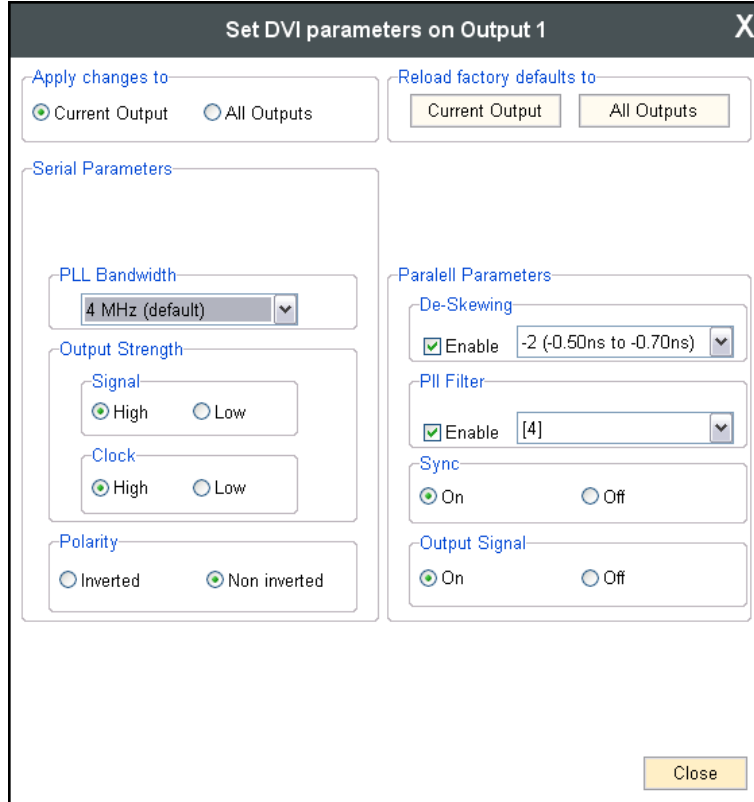 Set DVI parameters on Output 1 X
Apply changes to
Current Output All Outputs
Reload factory defaults to
Current Output All Outputs
Serial Parameters
PLL Bandwidth
4 MHz (default)
Output Strength
Signal
High Low
Clock
High Low
Polarity
Inverted Non inverted
Paralell Parameters
De-Skewing
Enable -2 (-0.50ns to -0.70ns)
Pll Filter
Enable [4]
Sync
On Off
Output Signal
On Off
Close